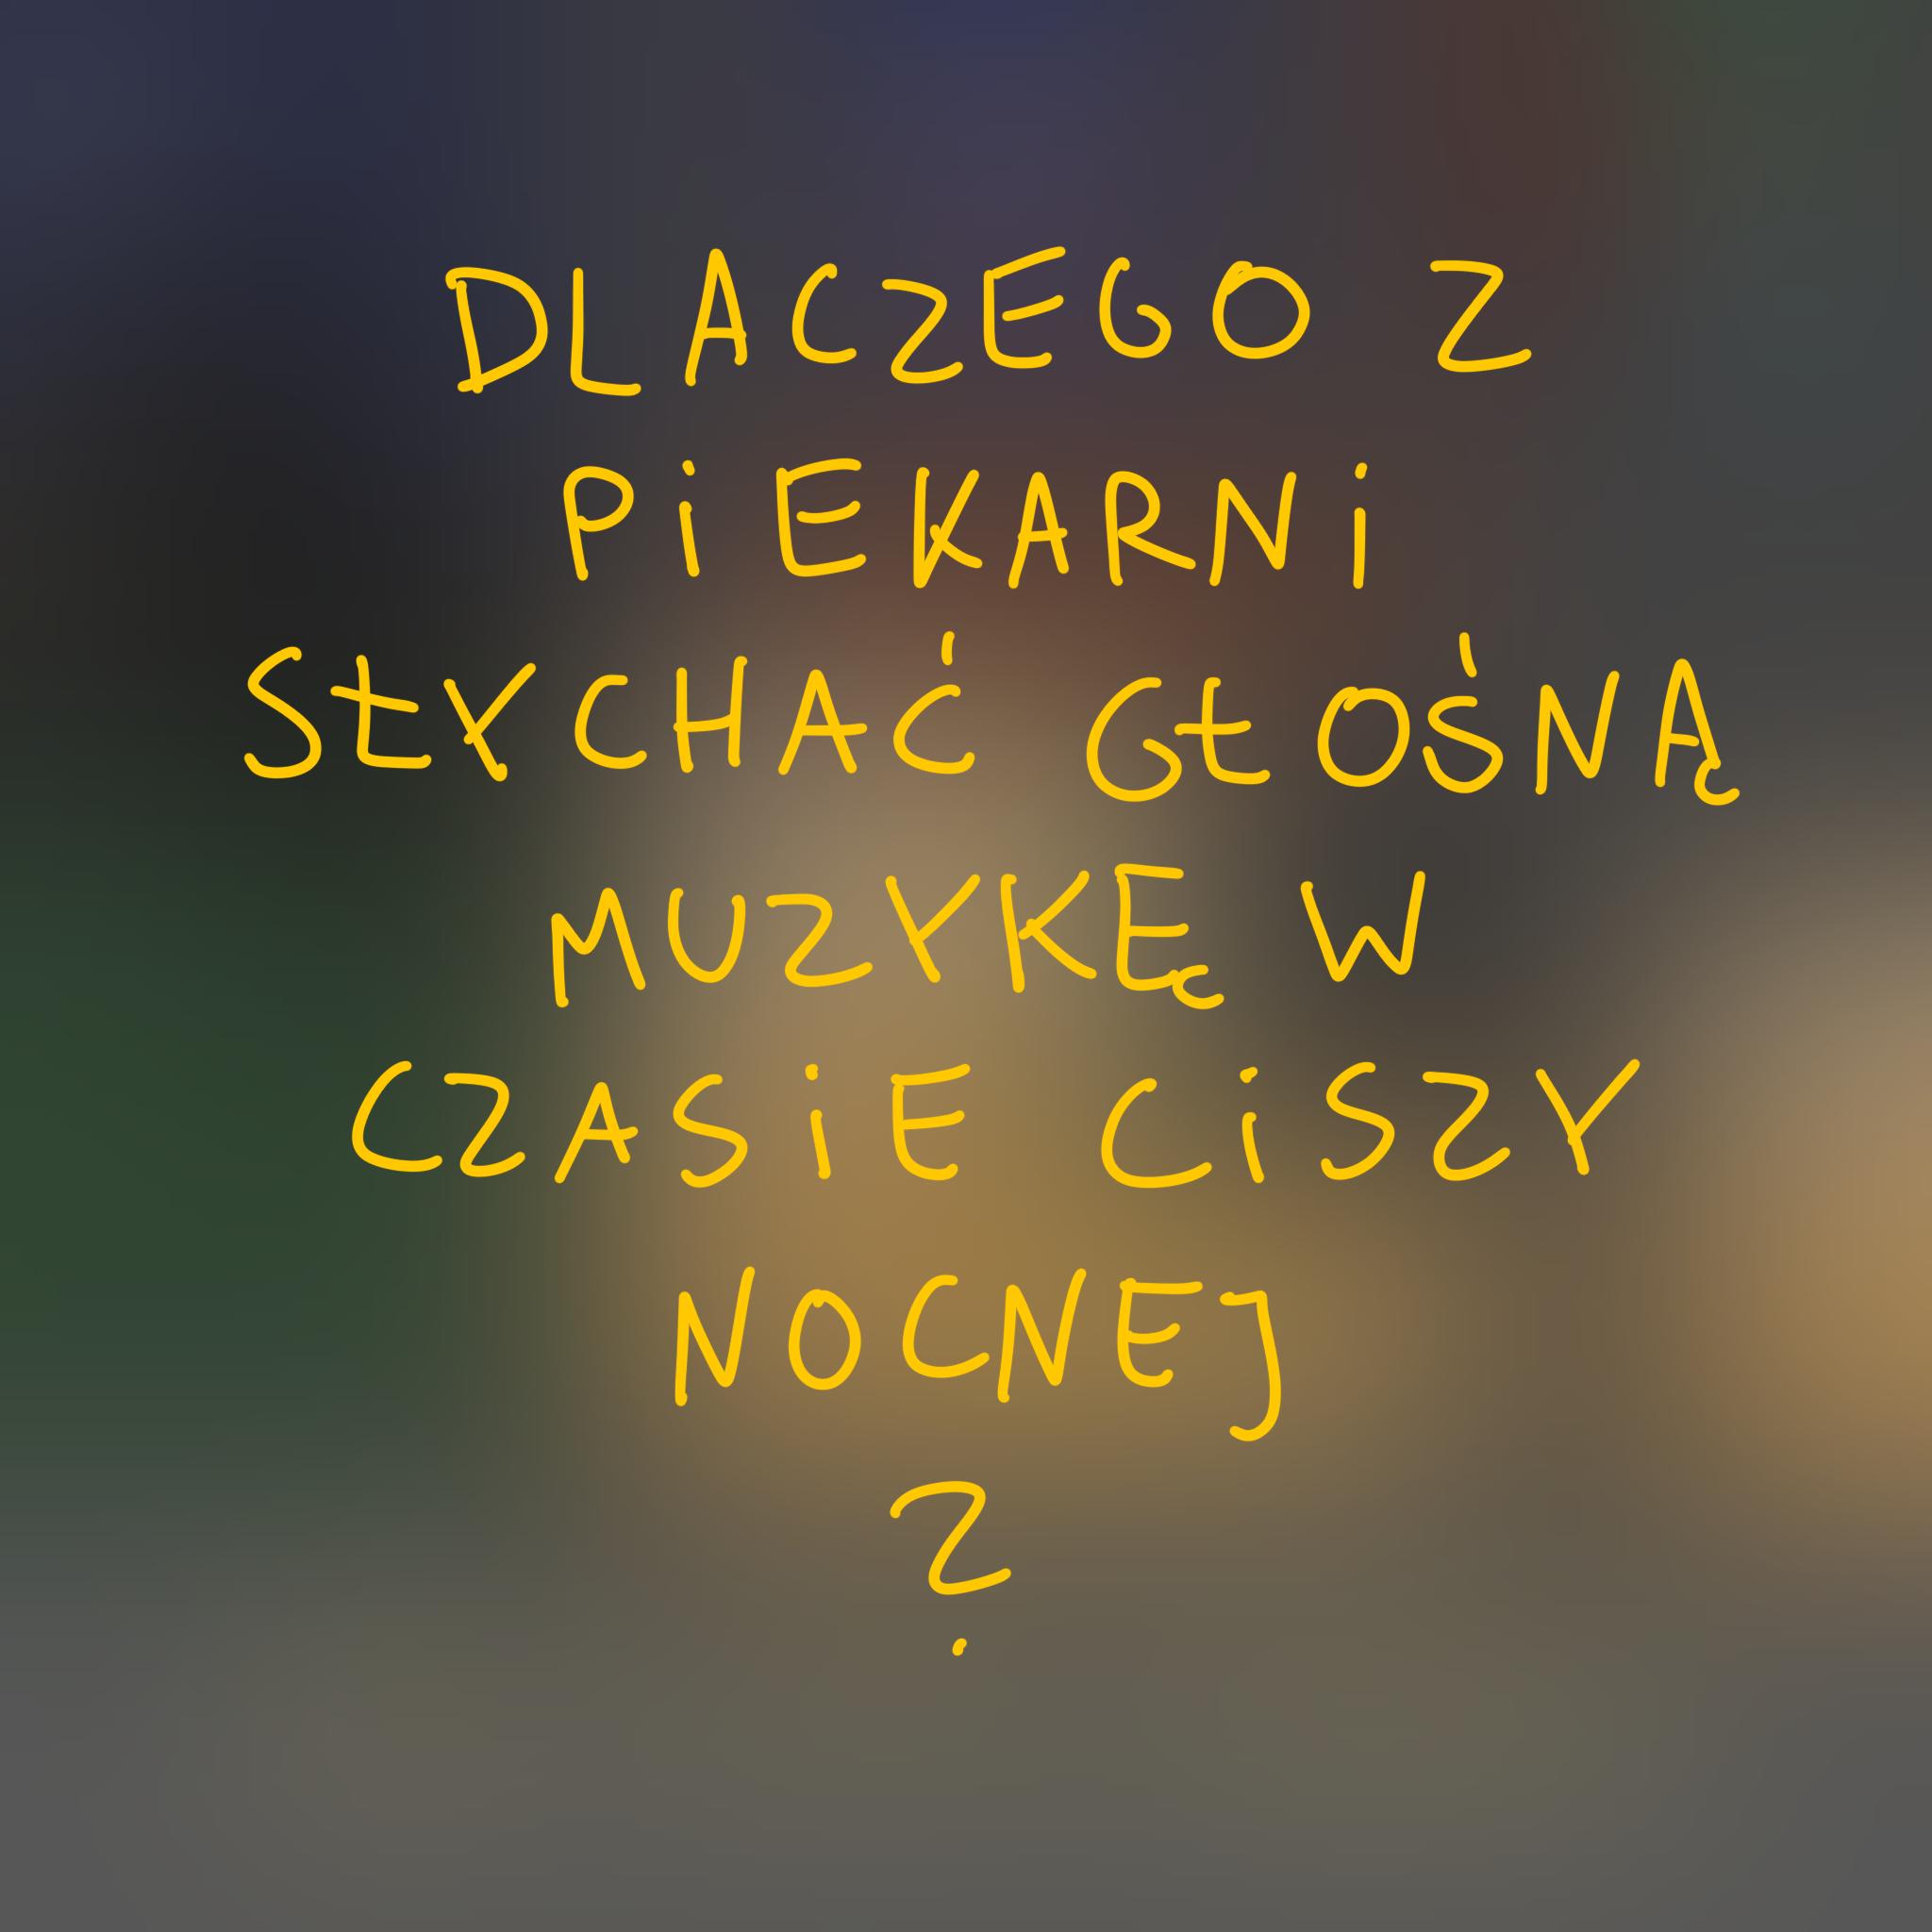 DLACZEGO Z
PiEKARNi
SŁYCHAĆ GŁOŚNĄ
MUZYKĘ W
CZASiE CiSZY
NOCNEJ
?